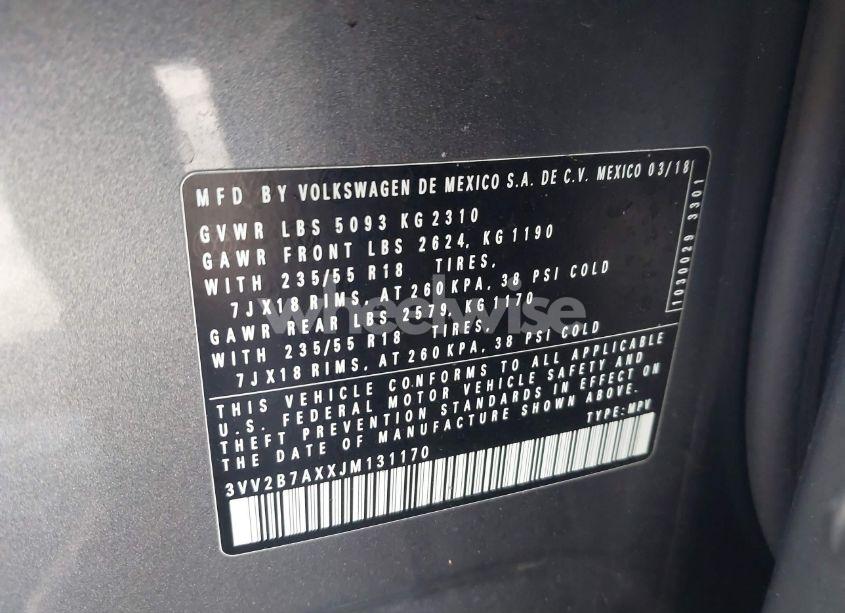 MFD BY VOLKSWAGEN DE MEXICO S.A. DE C.V. MEXICO 03/18
GVWR LBS 5093 KG 2310
GAWR FRONT LBS 2624, KG 1190
WITH 235/55 R18 TIRES,
7JX18 RIMS, AT 260 KPA, 38 PSI COLD
GAWR REAR LBS 2579, KG 1170
WITH 235/55 R18 TIRES,
7JX18 RIMS, AT 260 KPA, 38 PSI COLD
1030029 3301
THIS VEHICLE CONFORMS TO ALL APPLICABLE
U.S. FEDERAL MOTOR VEHICLE SAFETY AND
THEFT PREVENTION STANDARDS IN EFFECT ON
THE DATE OF MANUFACTURE SHOWN ABOVE.
TYPE: MPV
3VV2B7AXXJM131170
wheelwise